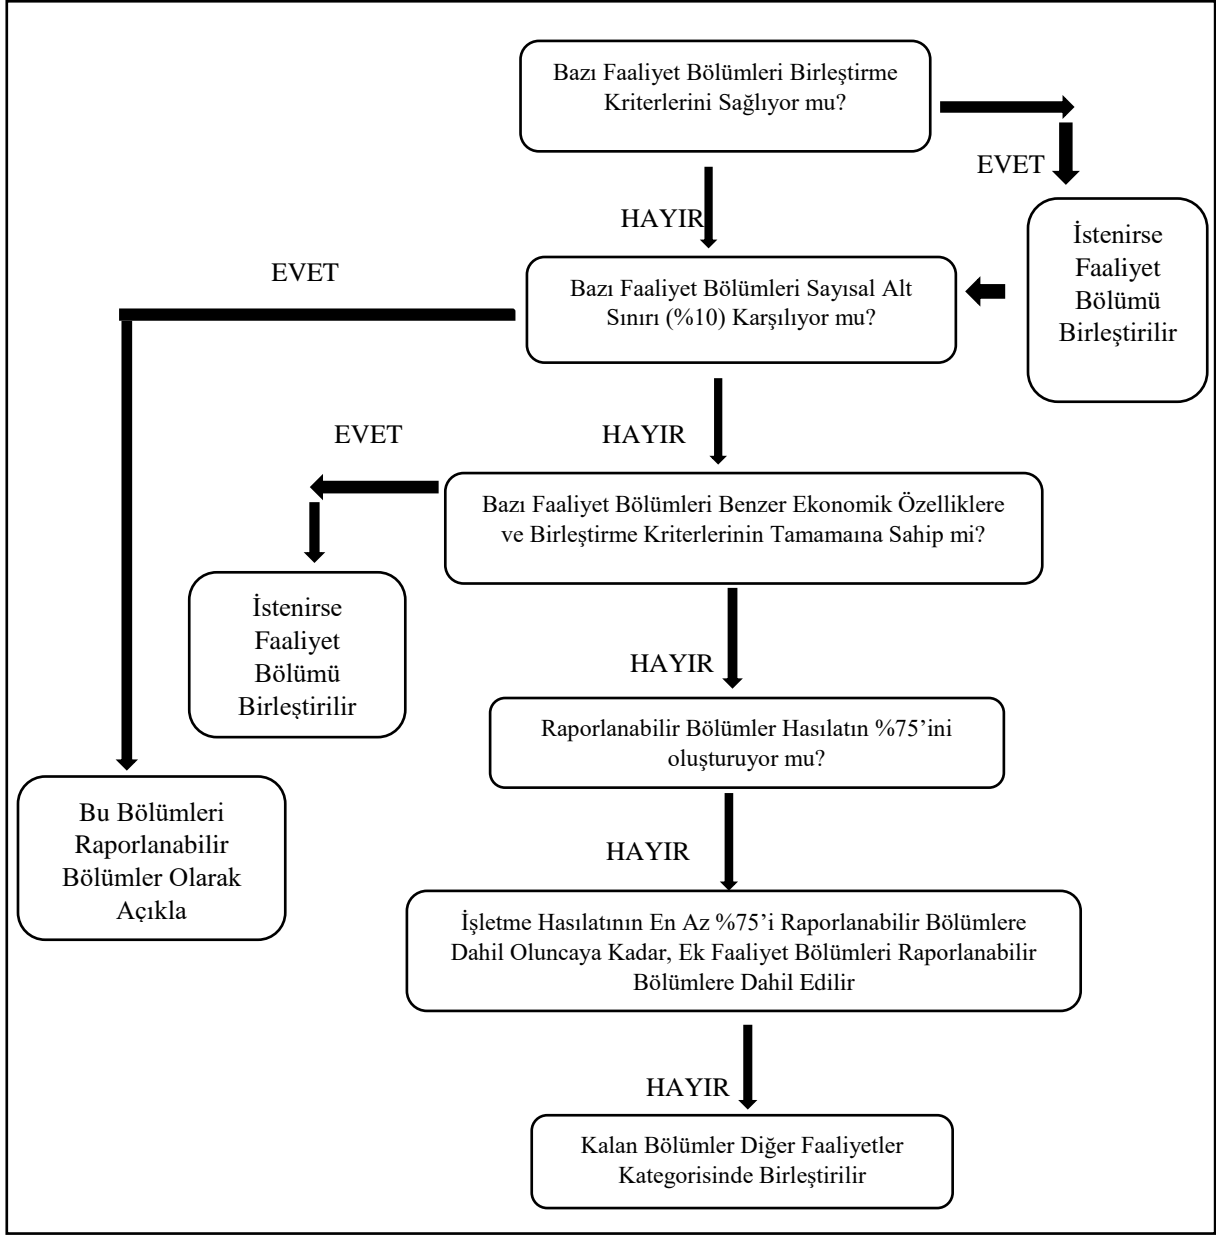 Bazı Faaliyet Bölümleri Birleştirme
Kriterlerini Sağlıyor mu?
EVET
HAYIR
İstenirse
Faaliyet
Bölümü
Birleştirilir
EVET
Bazı Faaliyet Bölümleri Sayısal Alt
Sınırı (%10) Karşılıyor mu?
EVET
HAYIR
Bazı Faaliyet Bölümleri Benzer Ekonomik Özelliklere
ve Birleştirme Kriterlerinin Tamamaına Sahip mi?
İstenirse
Faaliyet
Bölümü
Birleştirilir
HAYIR
Raporlanabilir Bölümler Hasılatın %75’ini
oluşturuyor mu?
Bu Bölümleri
Raporlanabilir
Bölümler Olarak
Açıkla
HAYIR
İşletme Hasılatının En Az %75’i Raporlanabilir Bölümlere
Dahil Oluncaya Kadar, Ek Faaliyet Bölümleri Raporlanabilir
Bölümlere Dahil Edilir
HAYIR
Kalan Bölümler Diğer Faaliyetler
Kategorisinde Birleştirilir